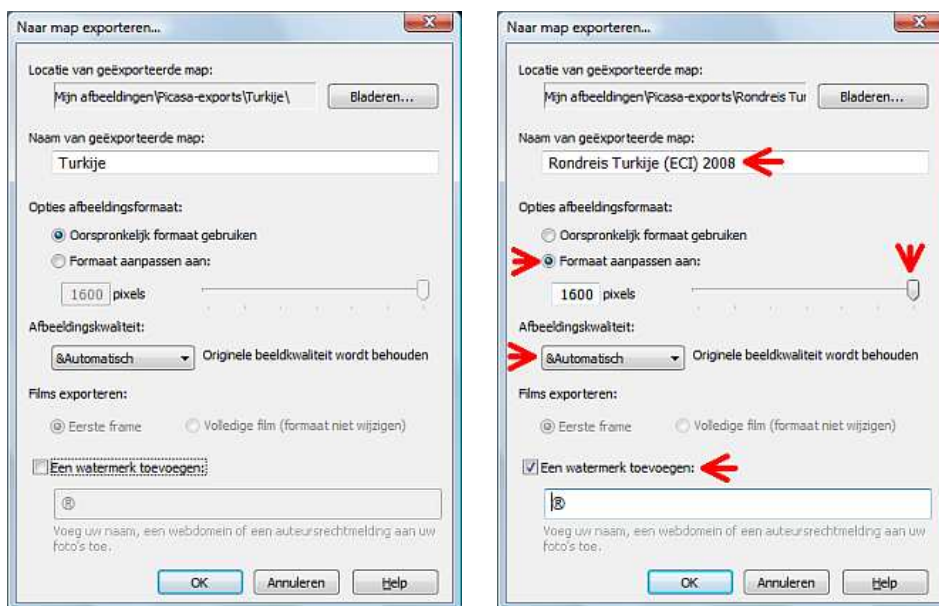 Naar map exporteren...
Locatie van geëxporteerde map:
Mijn afbeeldingen\Picasa-exports\Turkije\
Bladeren...
Naam van geëxporteerde map:
Turkije
Opties afbeeldingsformaat:
Oorspronkelijk formaat gebruiken
Formaat aanpassen aan:
1600 pixels
Afbeeldingskwaliteit:
&Automatisch
Originele beeldkwaliteit wordt behouden
Films exporteren:
Eerste frame
Volledige film (formaat niet wijzigen)
Een watermerk toevoegen:
®
Voeg uw naam, een webdomein of een auteursrechtmelding aan uw
foto's toe.
OK
Annuleren
Help
Naar map exporteren...
Locatie van geëxporteerde map:
Mijn afbeeldingen\Picasa-exports\Rondreis Tur
Bladeren...
Naam van geëxporteerde map:
Rondreis Turkije (ECI) 2008
Opties afbeeldingsformaat:
Oorspronkelijk formaat gebruiken
Formaat aanpassen aan:
1600 pixels
Afbeeldingskwaliteit:
&Automatisch
Originele beeldkwaliteit wordt behouden
Films exporteren:
Eerste frame
Volledige film (formaat niet wijzigen)
Een watermerk toevoegen:
®
Voeg uw naam, een webdomein of een auteursrechtmelding aan uw
foto's toe.
OK
Annuleren
Help